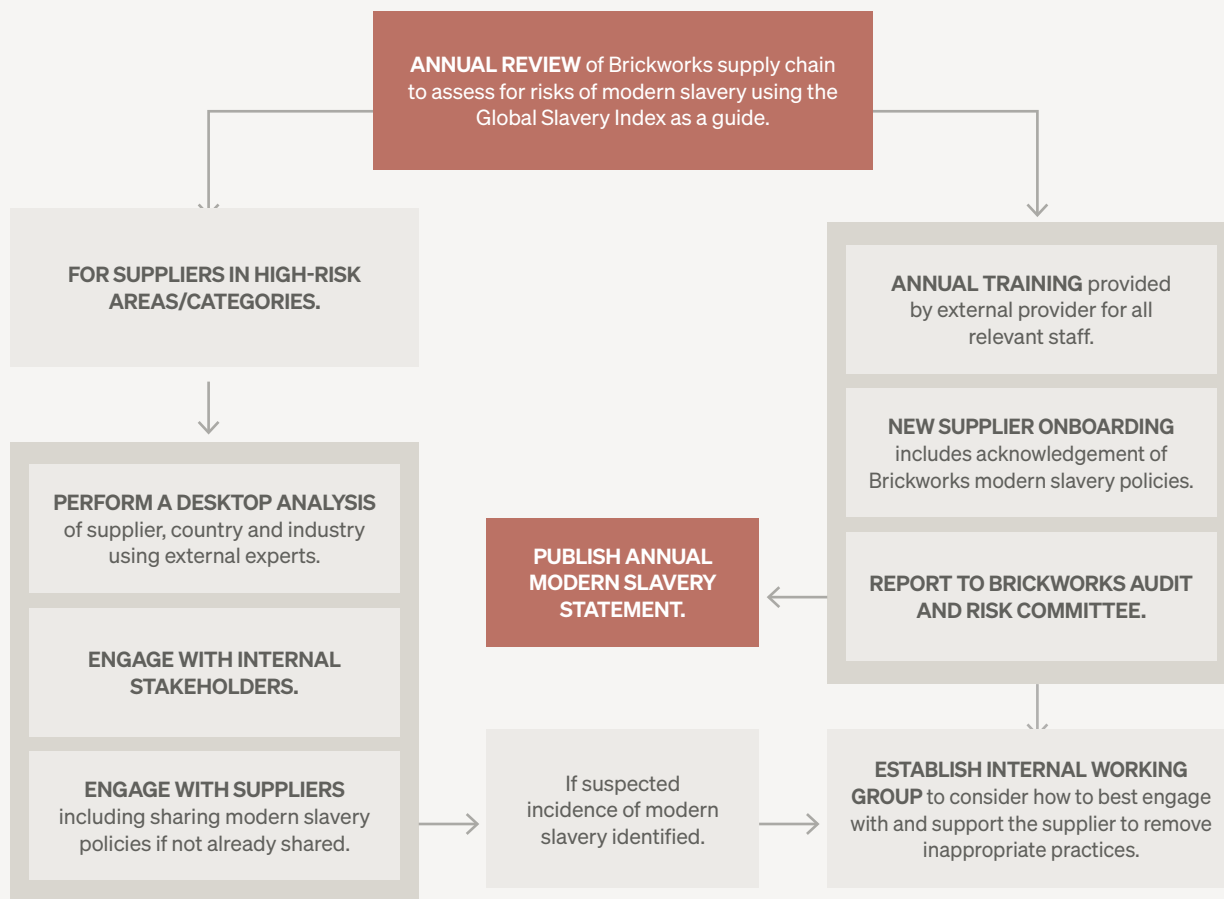 ANNUAL REVIEW of Brickworks supply chain
to assess for risks of modern slavery using the
Global Slavery Index as a guide.
FOR SUPPLIERS IN HIGH-RISK
AREAS/CATEGORIES.
PERFORM A DESKTOP ANALYSIS
of supplier, country and industry
using external experts.
ENGAGE WITH INTERNAL
STAKEHOLDERS.
ENGAGE WITH SUPPLIERS
including sharing modern slavery
policies if not already shared.
If suspected
incidence of modern
slavery identified.
ANNUAL TRAINING provided
by external provider for all
relevant staff.
NEW SUPPLIER ONBOARDING
includes acknowledgement of
Brickworks modern slavery policies.
REPORT TO BRICKWORKS AUDIT
AND RISK COMMITTEE.
PUBLISH ANNUAL
MODERN SLAVERY
STATEMENT.
ESTABLISH INTERNAL WORKING
GROUP to consider how to best engage
with and support the supplier to remove
inappropriate practices.